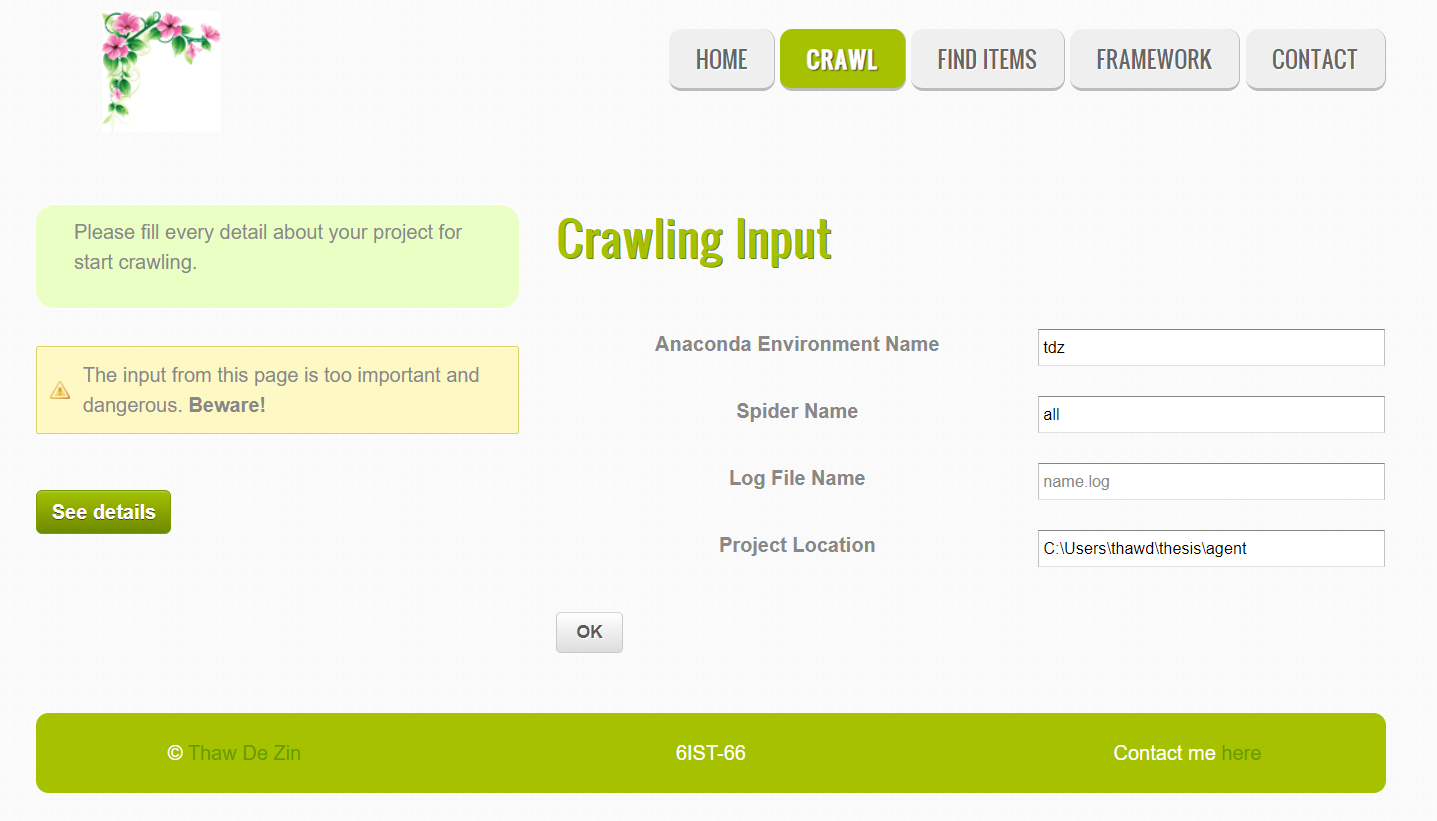 HOME CRAWL FIND ITEMS FRAMEWORK CONTACT
Please fill every detail about your project for
start crawling.
The input from this page is too important and
dangerous. Beware!
See details
Crawling Input
Anaconda Environment Name tdz
Spider Name all
Log File Name name.log
Project Location C:\Users\thawd\thesis\agent
OK
© Thaw De Zin 6IST-66 Contact me here